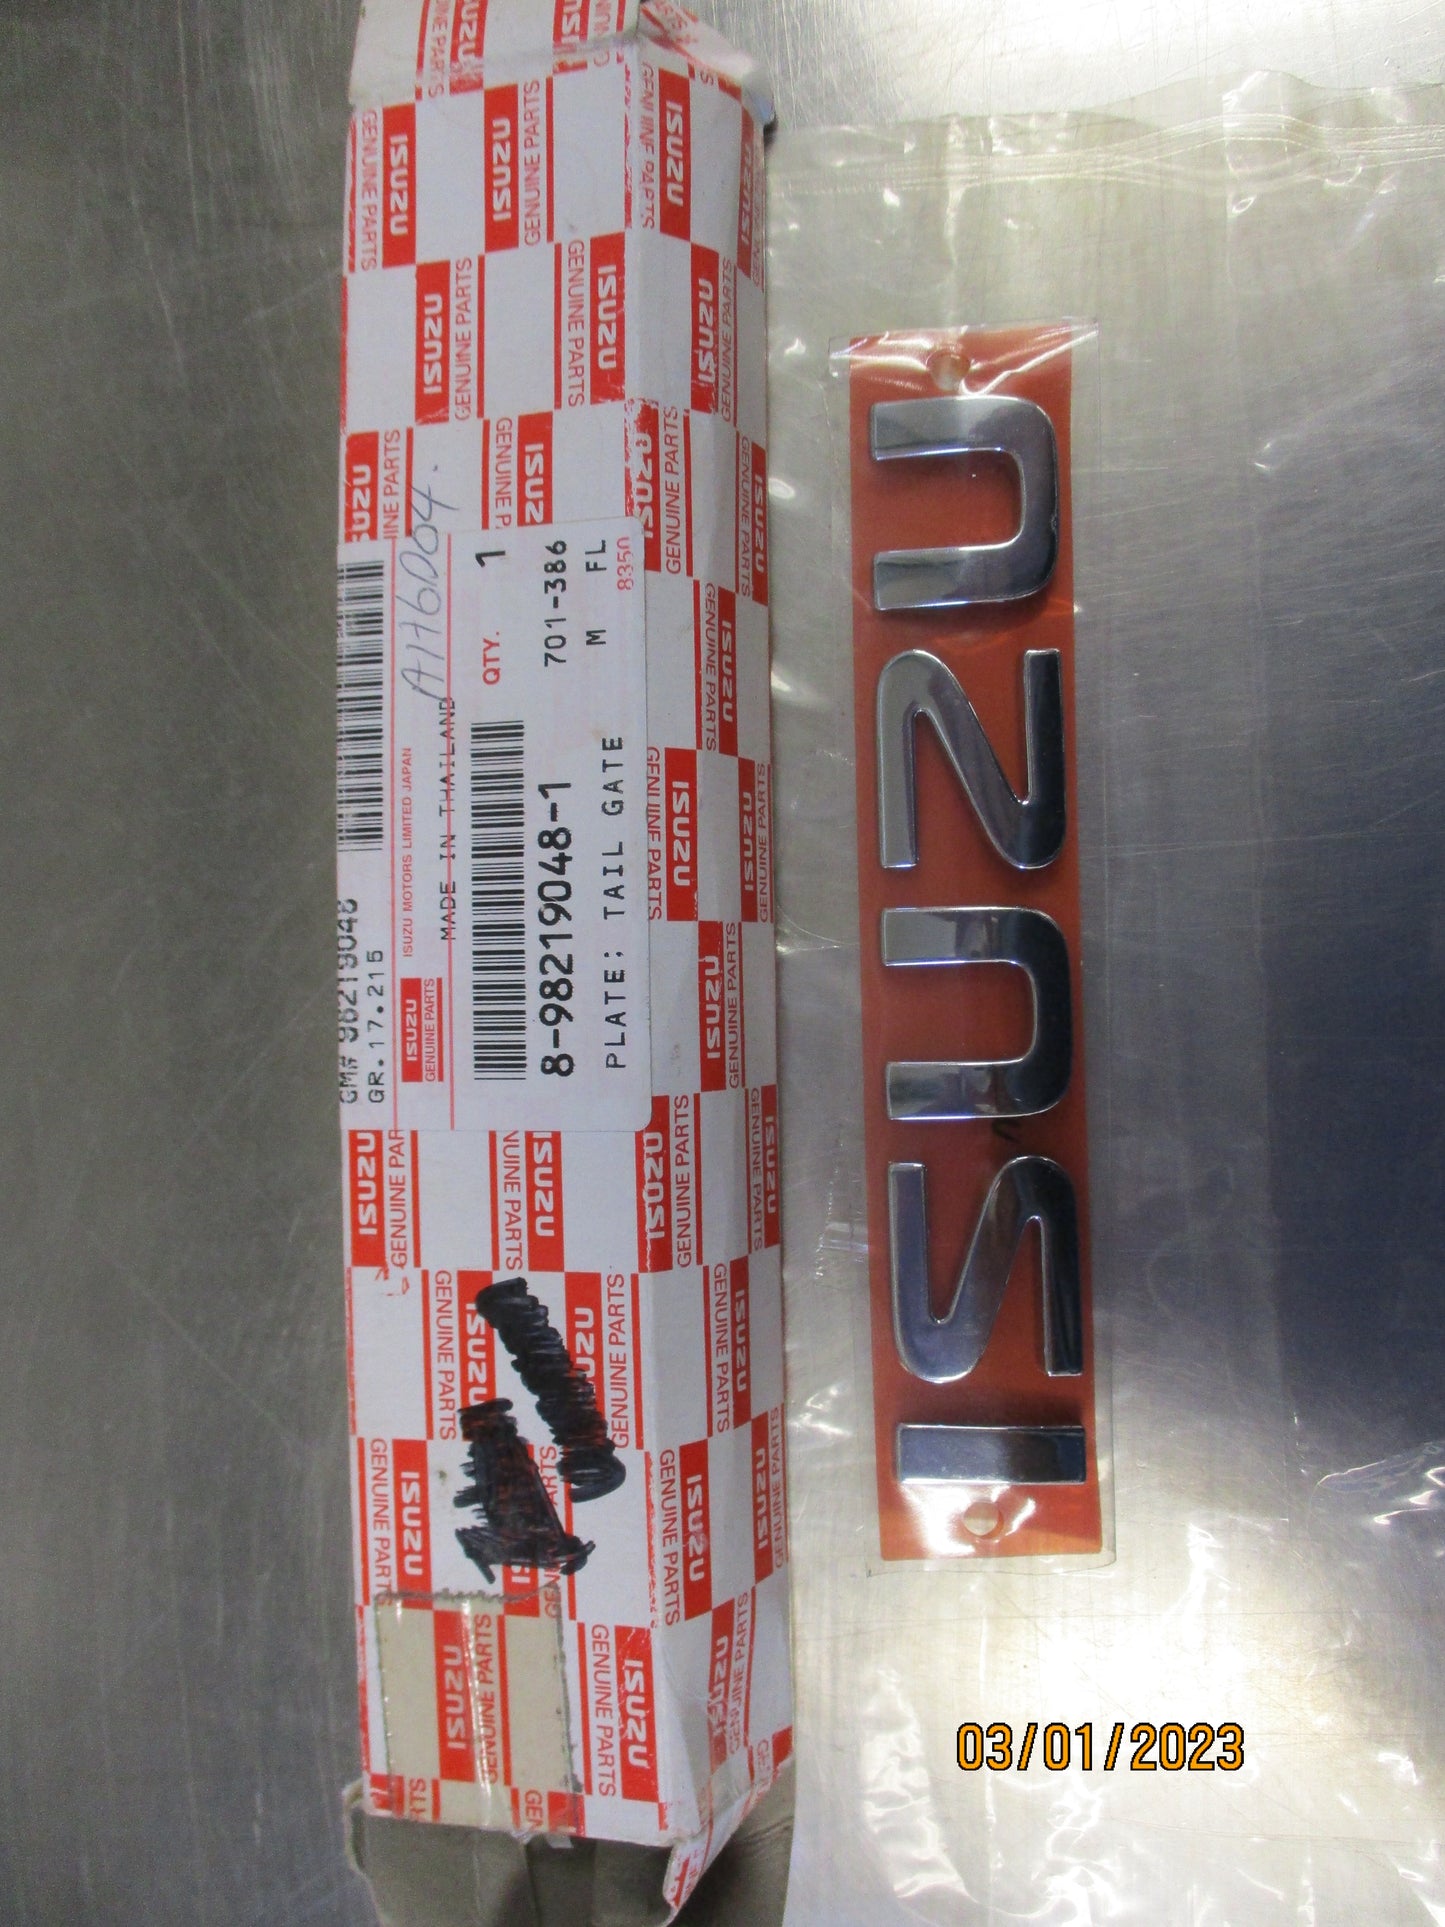 GM# 98219048
GR.17.215
A116D04.
ISUZU
GENUINE PARTS
ISUZU MOTORS LIMITED JAPAN
MADE IN THAILAND
QTY. 1
8-98219048-1 701-386
PLATE; TAIL GATE M FL
8350
ISUZU
GENUINE PARTS
ISUZU
03/01/2023